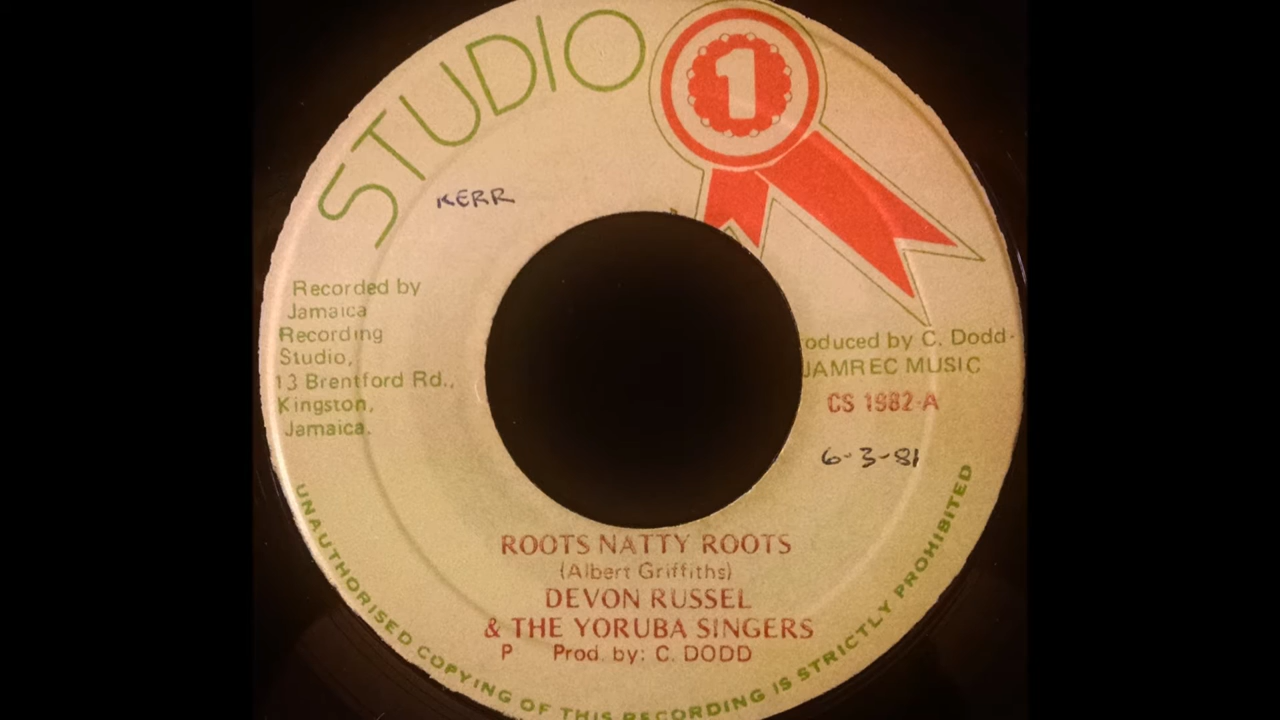 STUDIO
1
KERR
Recorded by
Jamaica
Recording
Studio,
13 Brentford Rd.,
Kingston,
Jamaica.
oduced by C. Dodd-
JAMREC MUSIC
CS 1982-A
6-3-81
ROOTS NATTY ROOTS
(Albert Griffiths)
DEVON RUSSEL
& THE YORUBA SINGERS
P Prod. by: C. DODD
UNAUTHORISED COPYING OF THIS RECORDING IS STRICTLY PROHIBITED